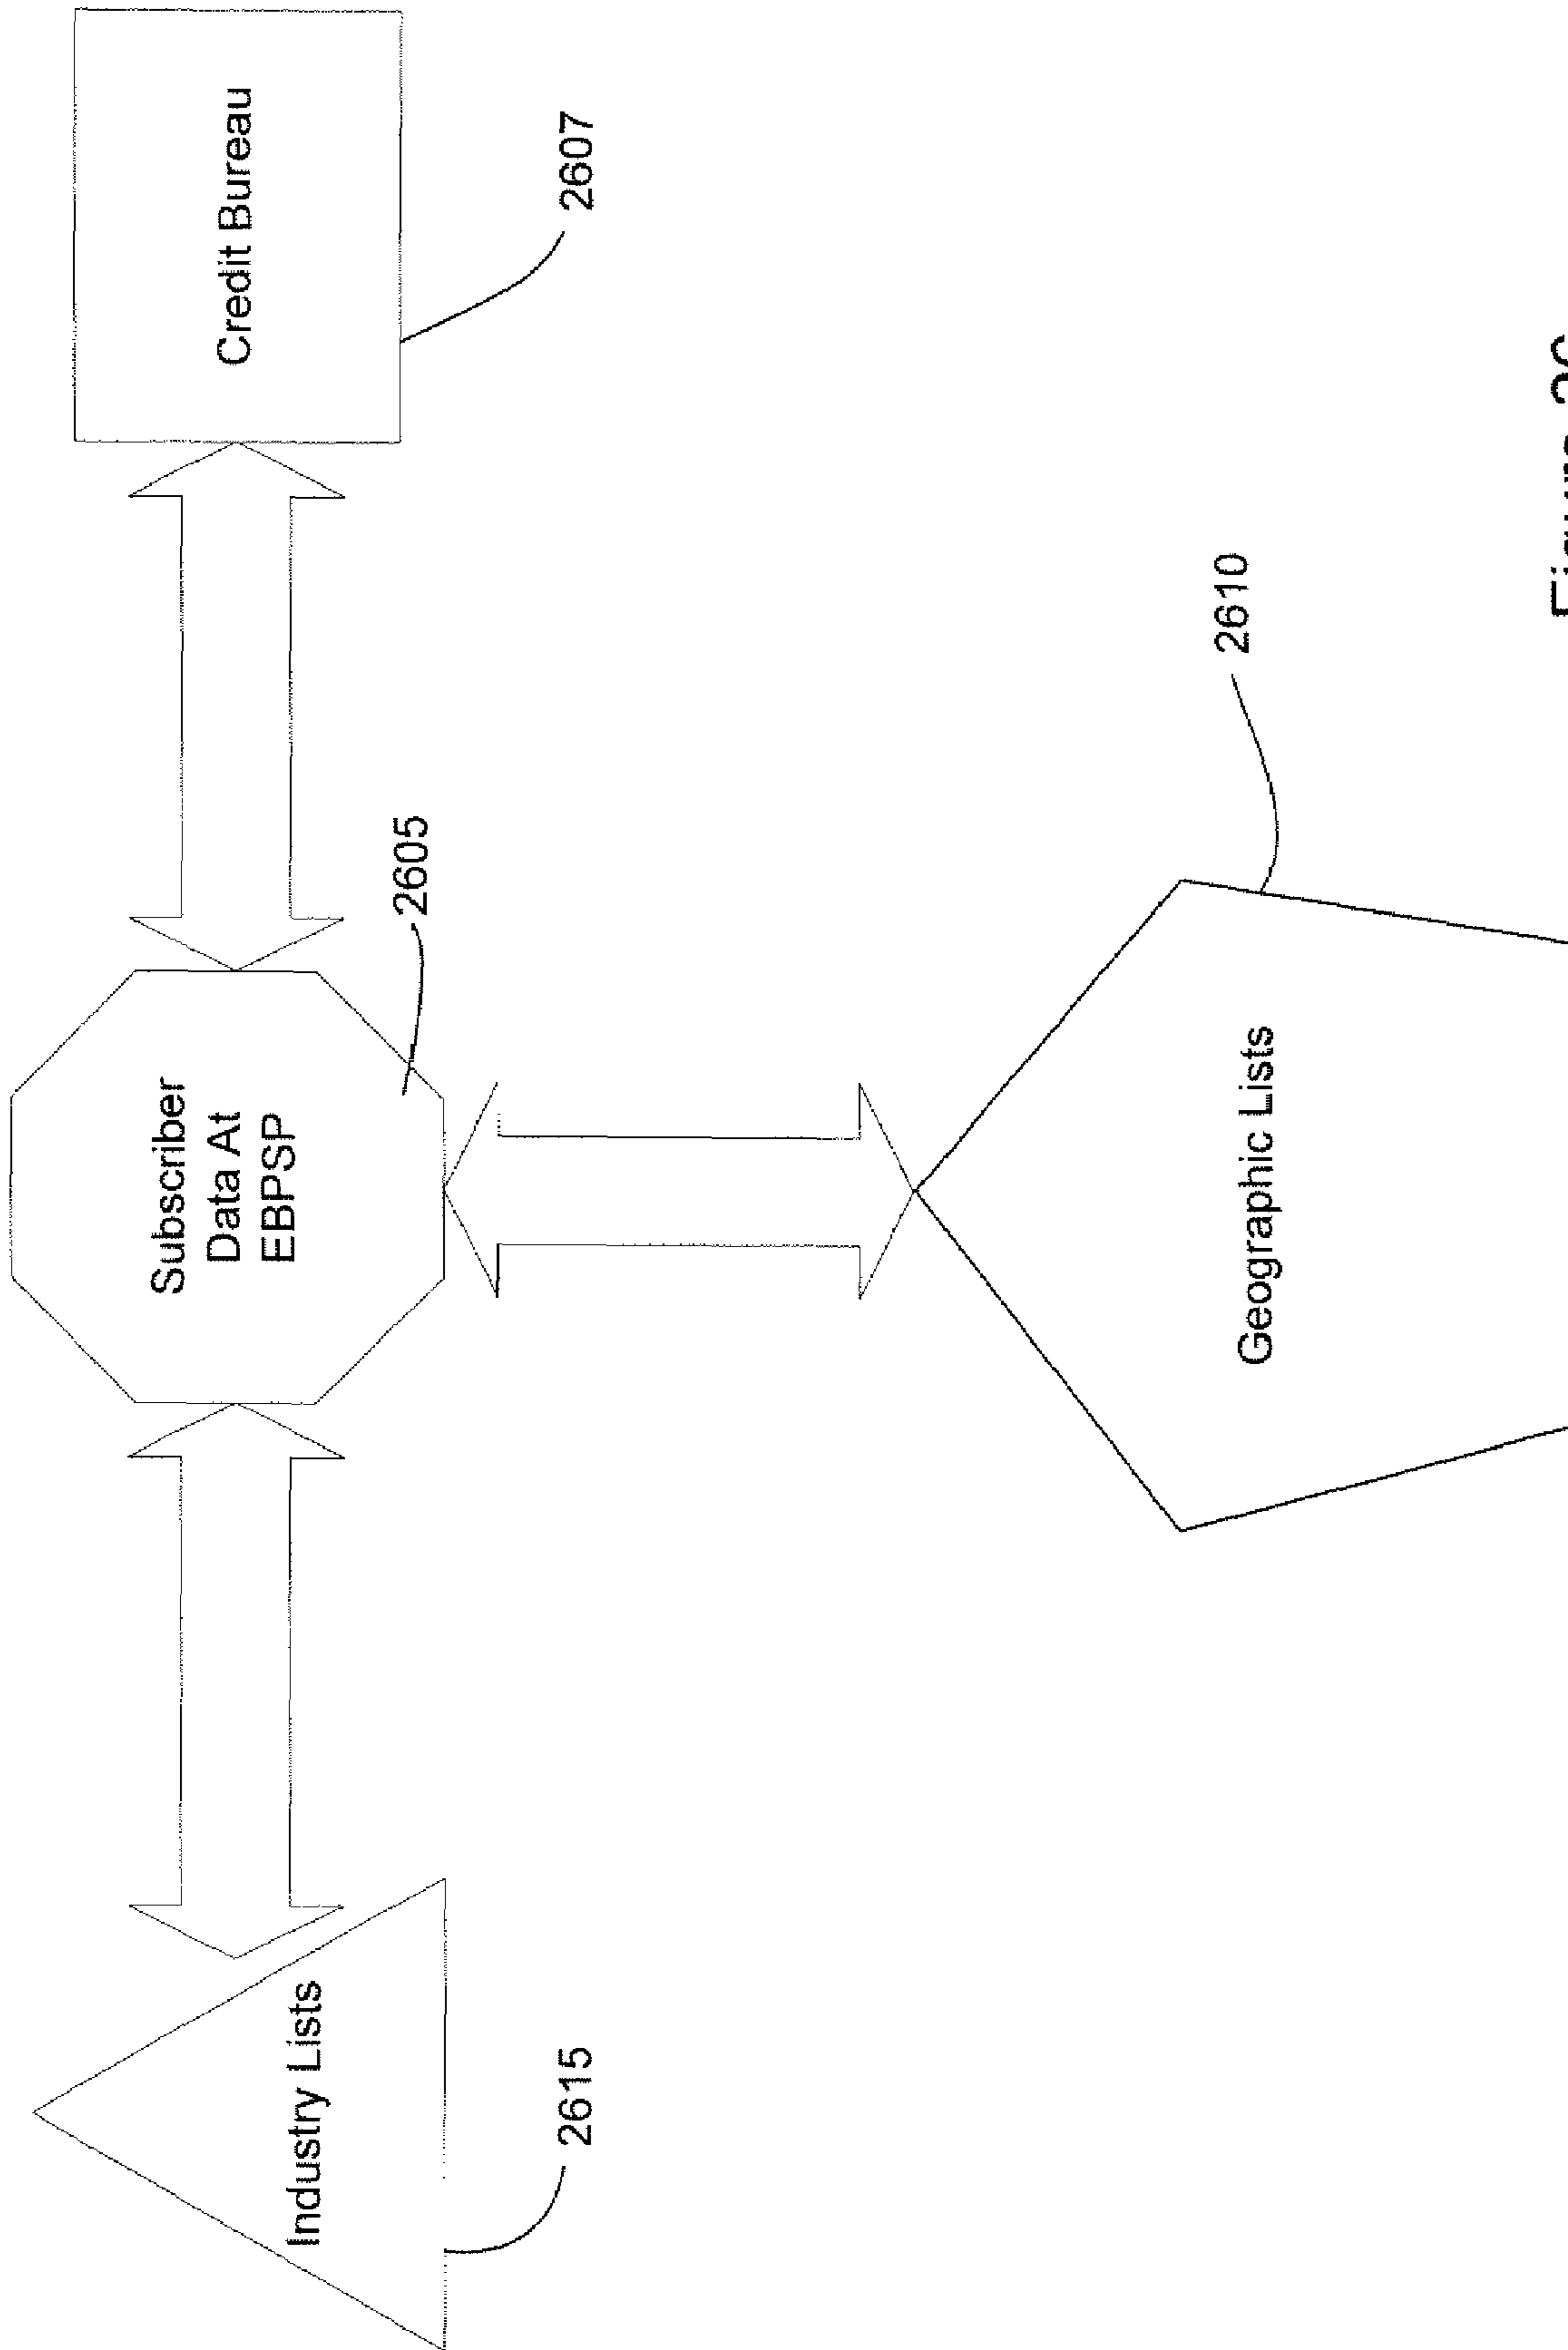 Industry Lists
2615
Subscriber
Data At
EBPSP
2605
Credit Bureau
2607
Geographic Lists
2610